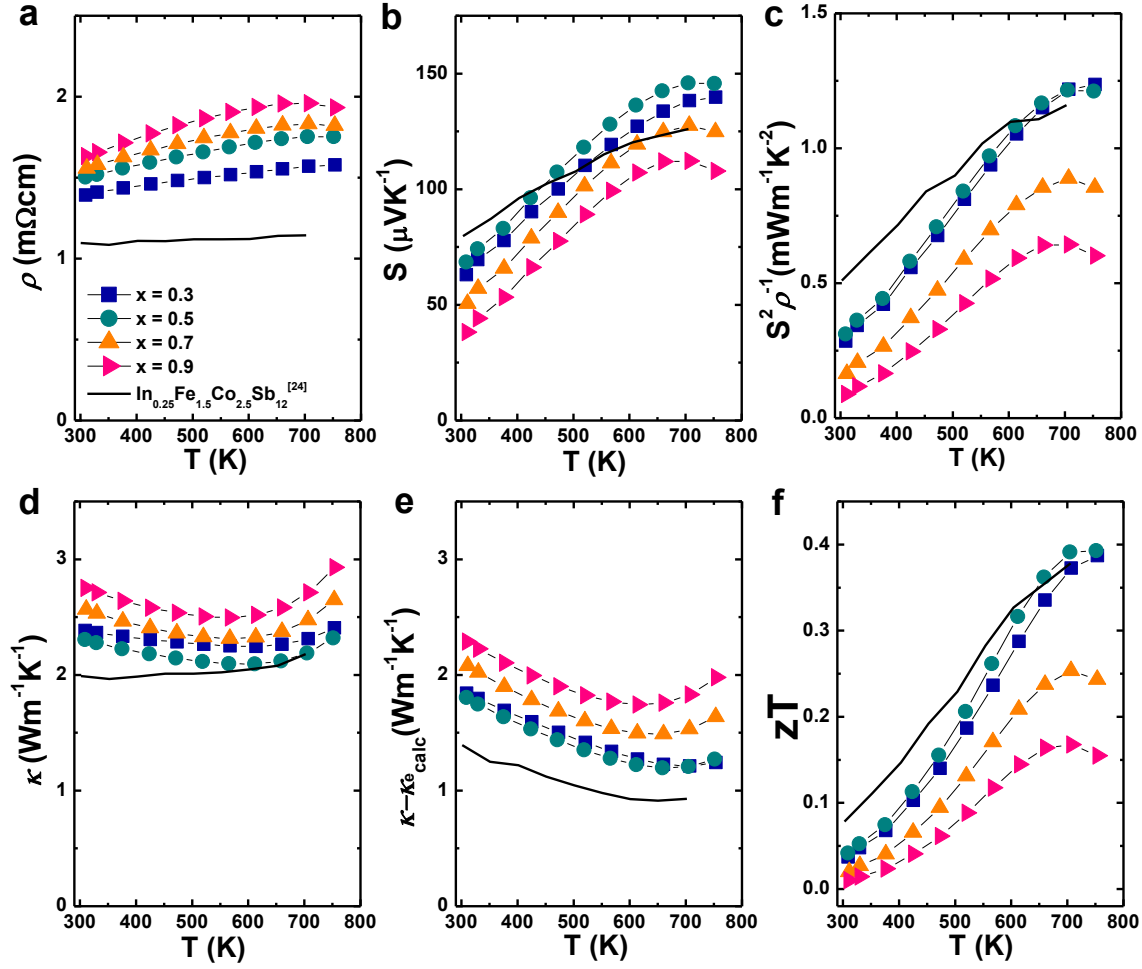 a
ρ (mΩcm)
2
1
0
x = 0.3
x = 0.5
x = 0.7
x = 0.9
In0.25Fe1.5Co2.5Sb12[24]
300 400 500 600 700 800
T (K)
b
S (μVK-1)
150
100
50
0
300 400 500 600 700 800
T (K)
c
S2ρ-1(mWm-1K-2)
1.5
1.0
0.5
0.0
300 400 500 600 700 800
T (K)
d
κ (Wm-1K-1)
3
2
1
0
300 400 500 600 700 800
T (K)
e
κ−κecalc(Wm-1K-1)
3
2
1
0
300 400 500 600 700 800
T (K)
f
zT
0.4
0.3
0.2
0.1
0.0
300 400 500 600 700 800
T (K)